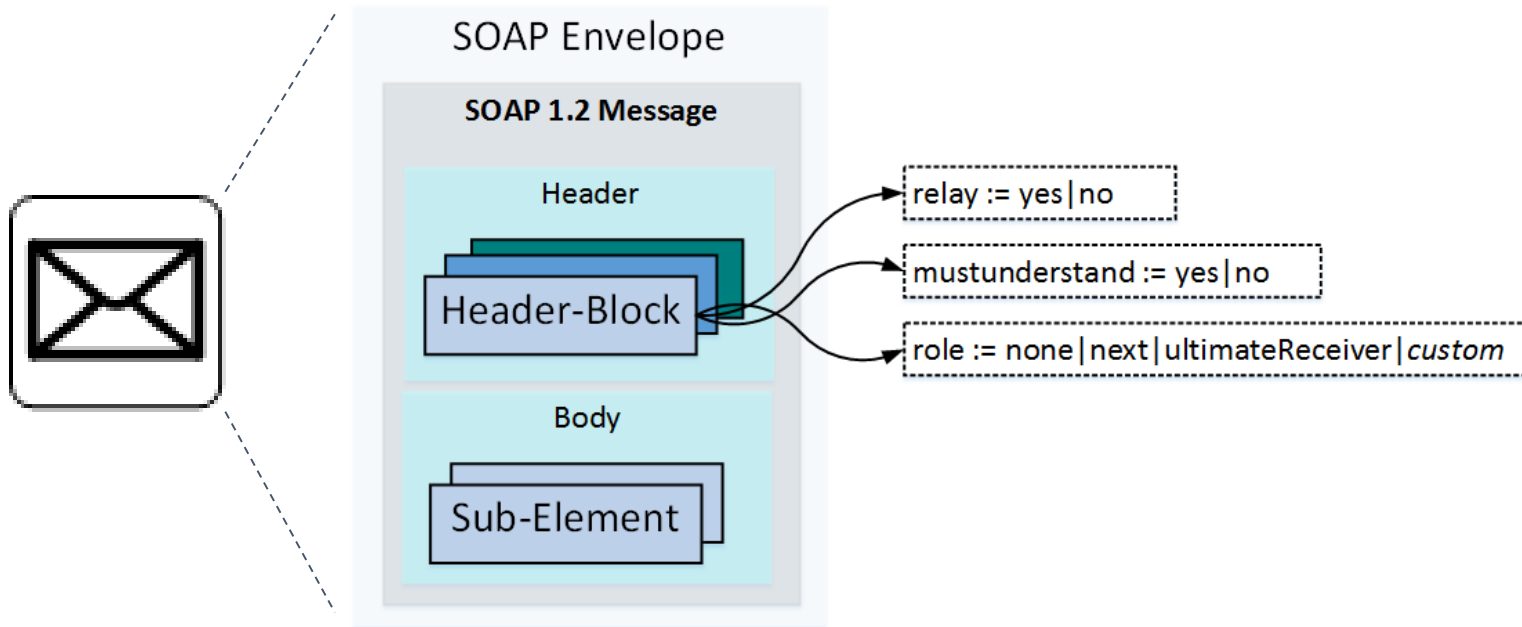 SOAP Envelope
SOAP 1.2 Message
Header
Header-Block
relay := yes|no
mustunderstand := yes|no
role := none|next|ultimateReceiver|custom
Body
Sub-Element